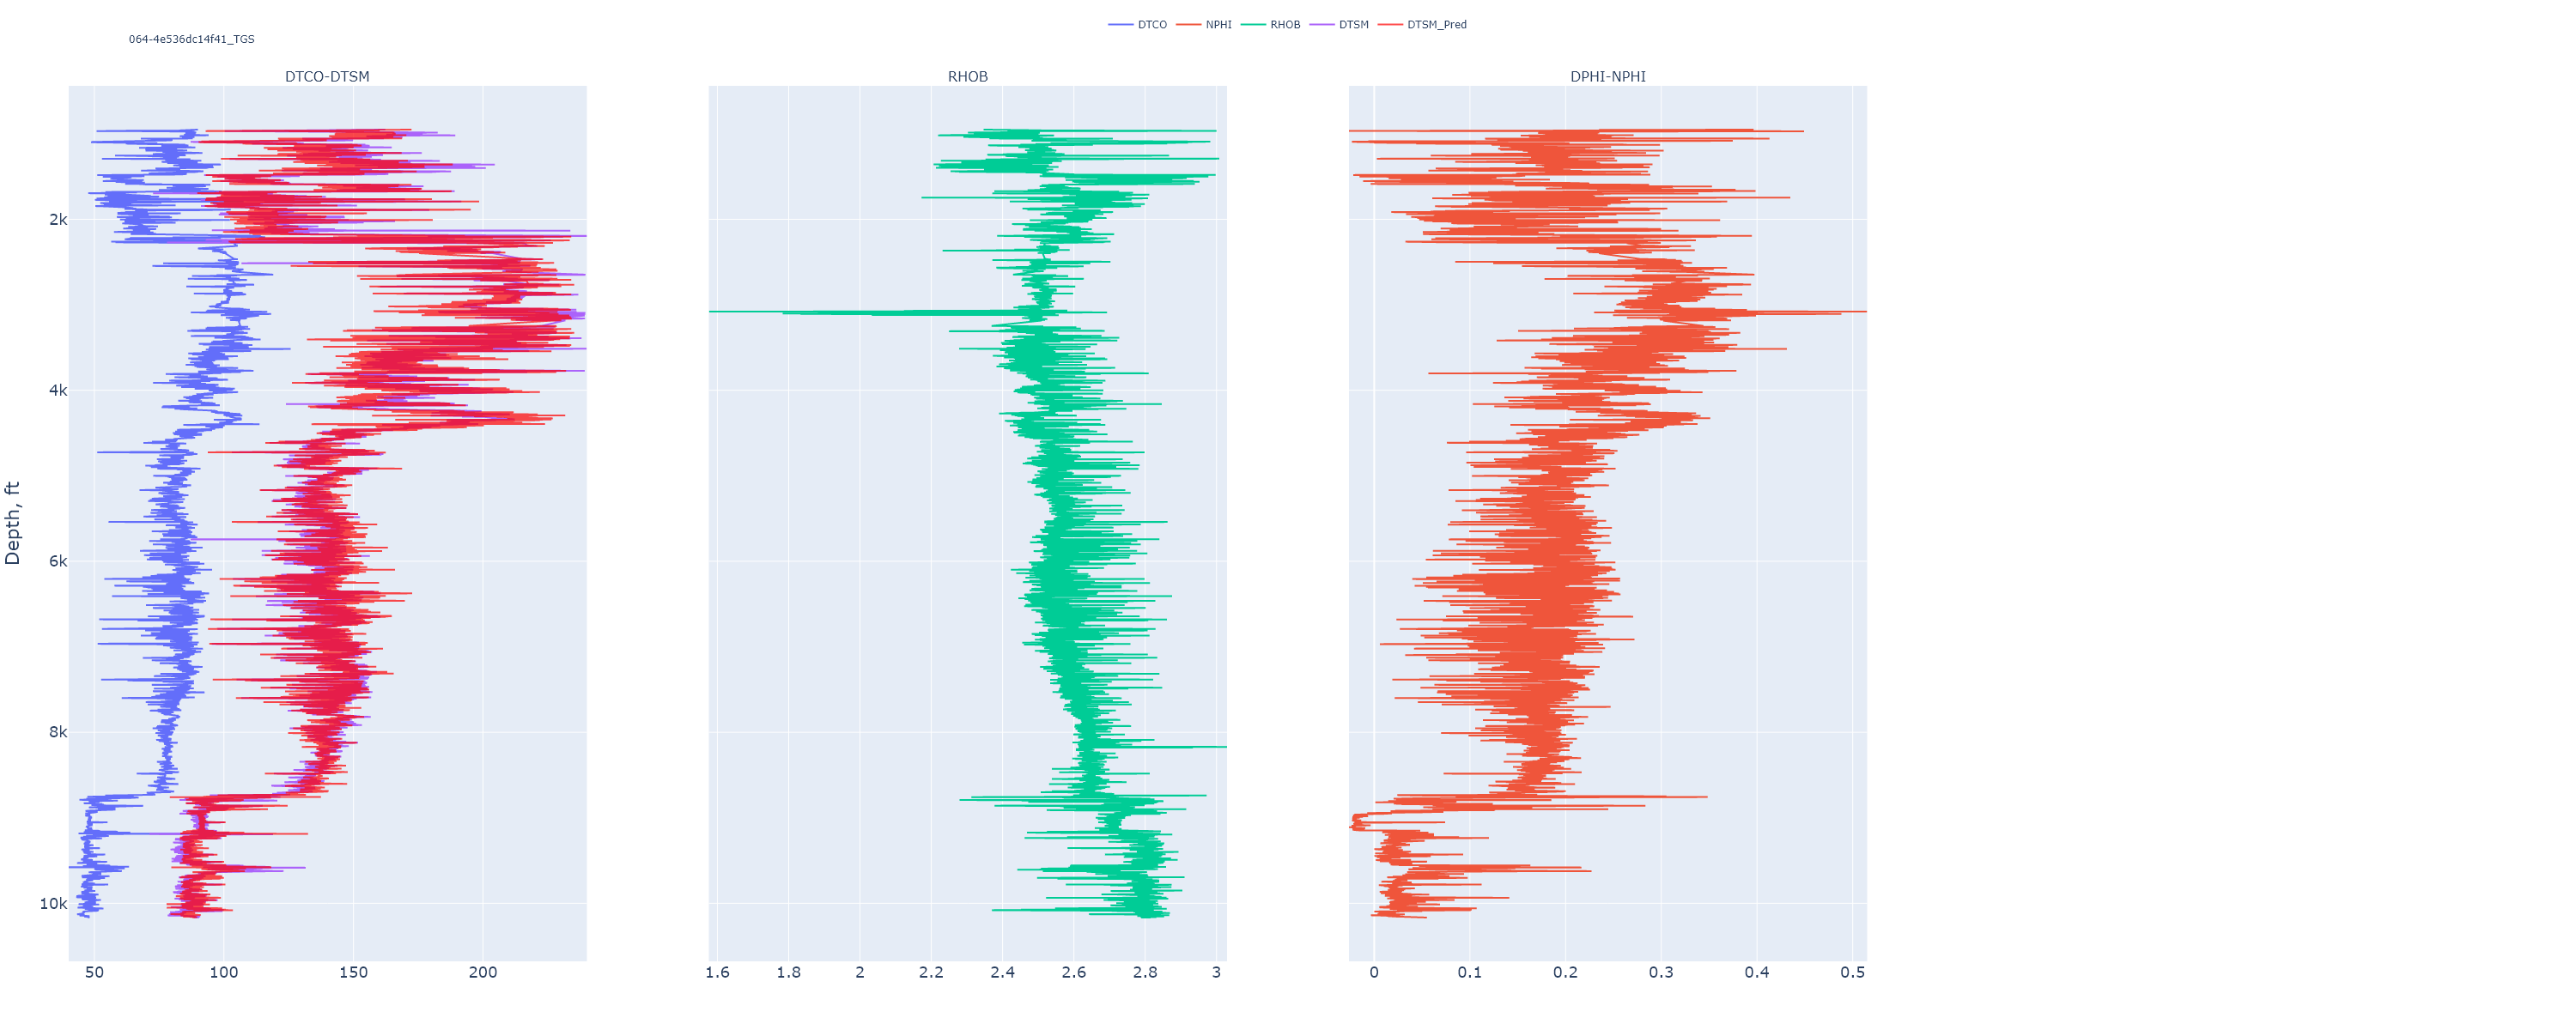 DTCO NPHI RHOB DTSM DTSM_Pred
064-4e536dc14f41_TGS
DTCO-DTSM RHOB DPHI-NPHI
Depth, ft
2k
4k
6k
8k
10k
50 100 150 200 1.6 1.8 2 2.2 2.4 2.6 2.8 3 0 0.1 0.2 0.3 0.4 0.5